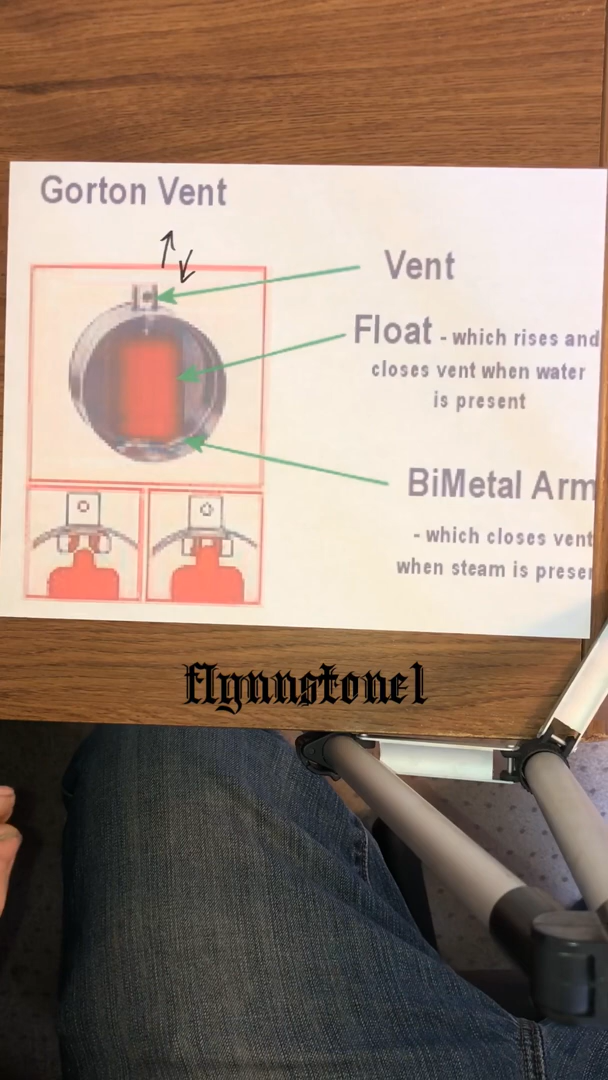 Gorton Vent
Vent
Float - which rises and
closes vent when water
is present
BiMetal Arm
- which closes vent
when steam is
flynnstone1